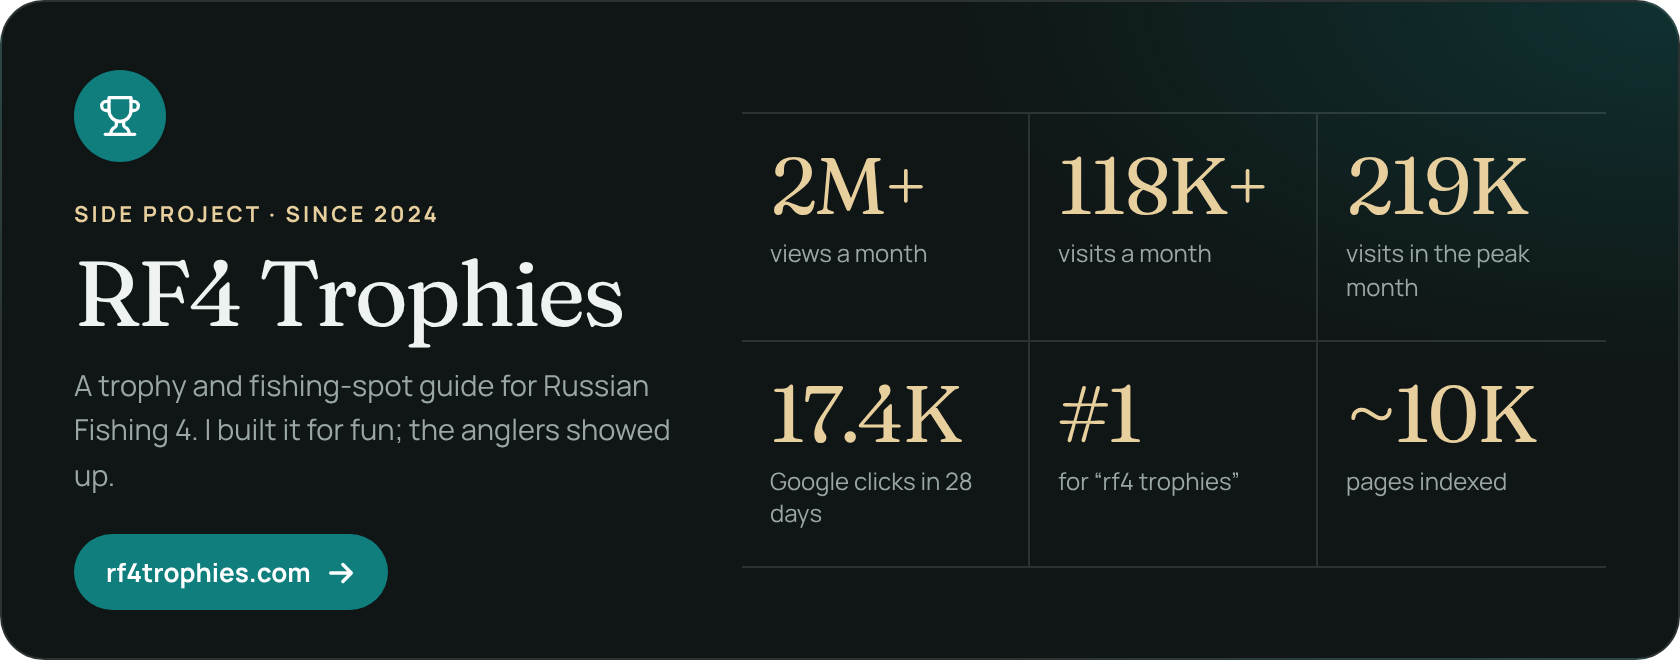 SIDE PROJECT · SINCE 2024
RF4 Trophies
A trophy and fishing-spot guide for Russian
Fishing 4. I built it for fun; the anglers showed
up.
rf4trophies.com →
2M+
views a month
118K+
visits a month
219K
visits in the peak
month
17.4K
Google clicks in 28
days
#1
for “rf4 trophies”
~10K
pages indexed